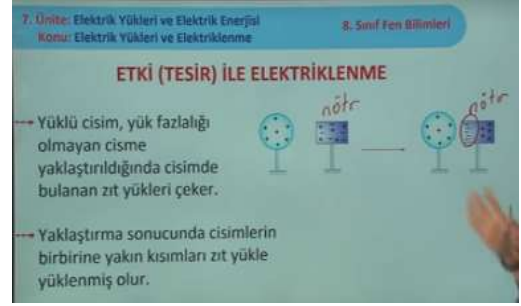 7. Ünite: Elektrik Yükleri ve Elektrik Enerjisi
Konu: Elektrik Yükleri ve Elektriklenme
8. Sınıf Fen Bilimleri
ETKİ (TESİR) İLE ELEKTRİKLENME
nötr
nötr
Yüklü cisim, yük fazlalığı
olmayan cisme
yaklaştırıldığında cisimde
bulanan zıt yükleri çeker.
Yaklaştırma sonucunda cisimlerin
birbirine yakın kısımları zıt yükle
yüklenmiş olur.